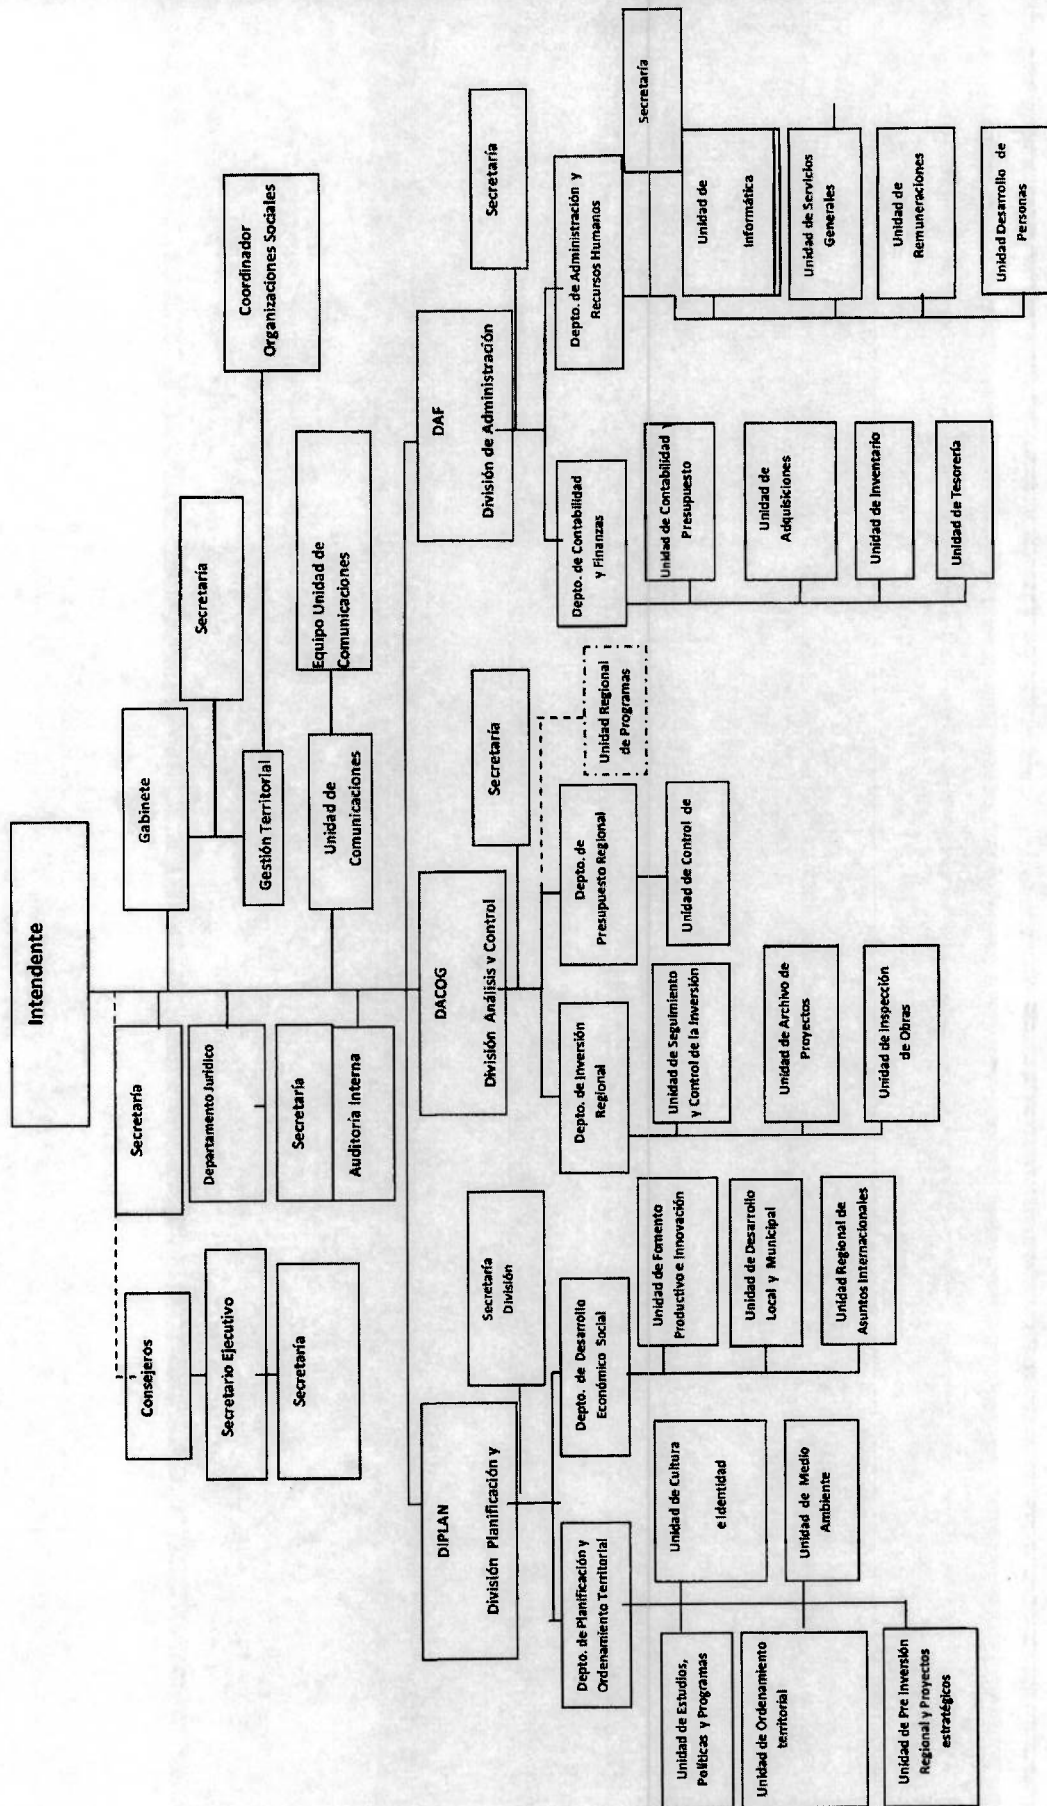 Intendente
Consejeros
Secretario Ejecutivo
Secretaría
Secretaría
Departamento Jurídico
Secretaría
Auditoria Interna
Gabinete
Secretaría
Gestión Territorial
Coordinador
Organizaciones Sociales
Unidad de
Comunicaciones
Equipo Unidad de
Comunicaciones
DIPLAN
División Planificación y
Secretaría
División
Depto. de Planificación y
Ordenamiento Territorial
Unidad de Estudios,
Políticas y Programas
Unidad de Cultura
e Identidad
Unidad de Ordenamiento
territorial
Unidad de Medio
Ambiente
Unidad de Pre Inversión
Regional y Proyectos
estratégicos
Depto. de Desarrollo
Económico Social
Unidad de Fomento
Productivo e Innovación
Unidad de Desarrollo
Local y Municipal
Unidad Regional de
Asuntos Internacionales
DACOG
División Análisis y Control
Secretaría
Depto. de Inversión
Regional
Unidad de Seguimiento
y Control de la Inversión
Unidad de Archivo de
Proyectos
Unidad de Inspección
de Obras
Depto. de
Presupuesto Regional
Unidad de Control de
Unidad Regional
de Programas
DAF
División de Administración
Secretaría
Depto. de Contabilidad
y Finanzas
Unidad de Contabilidad y
Presupuesto
Unidad de
Adquisiciones
Unidad de Inventario
Unidad de Tesorería
Depto. de Administración y
Recursos Humanos
Secretaría
Unidad de
Informática
Unidad de Servicios
Generales
Unidad de
Remuneraciones
Unidad Desarrollo de
Personas